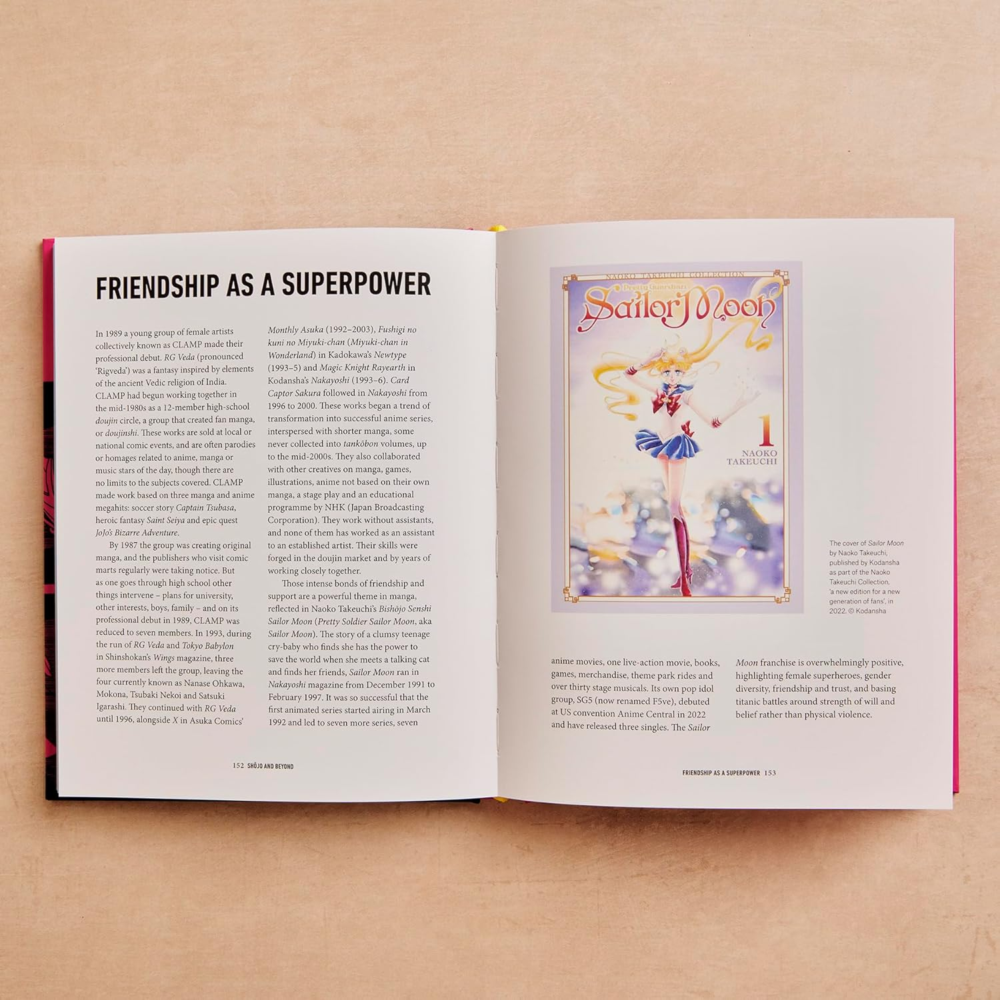 FRIENDSHIP AS A SUPERPOWER
In 1989 a young group of female artists
collectively known as CLAMP made their
professional debut. RG Veda (pronounced
‘Rigveda’) was a fantasy inspired by elements
of the ancient Vedic religion of India.
CLAMP had begun working together in
the mid-1980s as a 12-member high-school
doujin circle, a group that created fan manga,
or doujinshi. These works are sold at local or
national comic events, and are often parodies
or homages related to anime, manga or
music stars of the day, though there are
no limits to the subjects covered. CLAMP
made work based on three manga and anime
megahits: soccer story Captain Tsubasa,
heroic fantasy Saint Seiya and epic quest
JoJo’s Bizarre Adventure.
By 1987 the group was creating original
manga, and the publishers who visit comic
marts regularly were taking notice. But
as one goes through high school other
things intervene – plans for university,
other interests, boys, family – and on its
professional debut in 1989, CLAMP was
reduced to seven members. In 1993, during
the run of RG Veda and Tokyo Babylon
in Shinshokan’s Wings magazine, three
more members left the group, leaving the
four currently known as Nanase Ohkawa,
Mokona, Tsubaki Nekoi and Satsuki
Igarashi. They continued with RG Veda
until 1996, alongside X in Asuka Comics’
Monthly Asuka (1992–2003), Fushigi no
kuni no Miyuki-chan (Miyuki-chan in
Wonderland) in Kadokawa’s Newtype
(1993–5) and Magic Knight Rayearth in
Kodansha’s Nakayoshi (1993–6). Card
Captor Sakura followed in Nakayoshi from
1996 to 2000. These works began a trend of
transformation into successful anime series,
interspersed with shorter manga, some
never collected into tankōbon volumes, up
to the mid-2000s. They also collaborated
with other creatives on manga, games,
illustrations, anime not based on their own
manga, a stage play and an educational
programme by NHK (Japan Broadcasting
Corporation). They work without assistants,
and none of them has worked as an assistant
to an established artist. Their skills were
forged in the doujin market and by years of
working closely together.
Those intense bonds of friendship and
support are a powerful theme in manga,
reflected in Naoko Takeuchi’s Bishōjo Senshi
Sailor Moon (Pretty Soldier Sailor Moon, aka
Sailor Moon). The story of a clumsy teenage
cry-baby who finds she has the power to
save the world when she meets a talking cat
and finds her friends, Sailor Moon ran in
Nakayoshi magazine from December 1991 to
February 1997. It was so successful that the
first animated series started airing in March
1992 and led to seven more series, seven
152 SHŌJO AND BEYOND
NAOKO TAKEUCHI COLLECTION
Pretty Guardian
Sailor Moon
1
NAOKO
TAKEUCHI
The cover of Sailor Moon
by Naoko Takeuchi,
published by Kodansha
as part of the Naoko
Takeuchi Collection,
‘a new edition for a new
generation of fans’, in
2022. © Kodansha
anime movies, one live-action movie, books,
games, merchandise, theme park rides and
over thirty stage musicals. Its own pop idol
group, SG5 (now renamed F5ve), debuted
at US convention Anime Central in 2022
and have released three singles. The Sailor
Moon franchise is overwhelmingly positive,
highlighting female superheroes, gender
diversity, friendship and trust, and basing
titanic battles around strength of will and
belief rather than physical violence.
FRIENDSHIP AS A SUPERPOWER 153